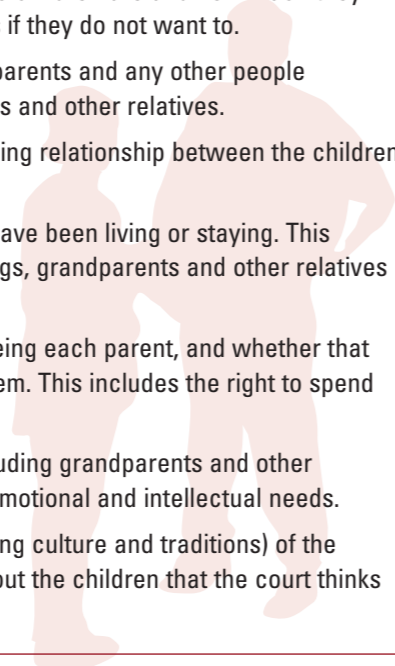 if they do not want to.
parents and any other people
s and other relatives.
ing relationship between the children
ave been living or staying. This
gs, grandparents and other relatives
eing each parent, and whether that
em. This includes the right to spend
uding grandparents and other
motional and intellectual needs.
ng culture and traditions) of the
out the children that the court thinks